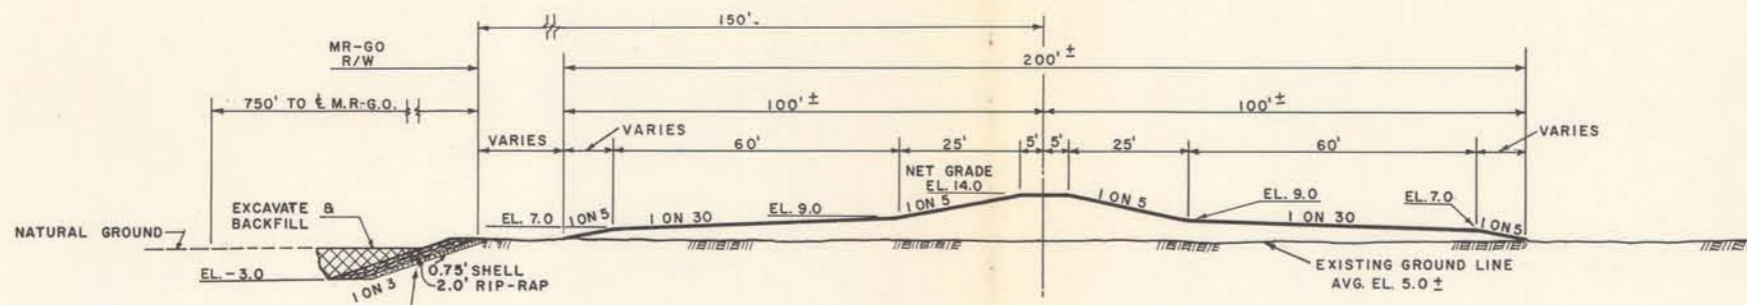 150'.
MR-GO
R/W
200' ±
750' TO ℄ M.R-G.O.
100' ±
100' ±
VARIES
VARIES
60'
25'
5'
5'
25'
60'
VARIES
NET GRADE
EL. 14.0
EXCAVATE &
BACKFILL
EL. 7.0
1 ON 5
1 ON 30
EL. 9.0
1 ON 5
1 ON 5
EL. 9.0
1 ON 30
EL. 7.0
1 ON 5
NATURAL GROUND
EL. -3.0
1 ON 3
0.75' SHELL
2.0' RIP-RAP
EXISTING GROUND LINE
AVG. EL. 5.0 ±